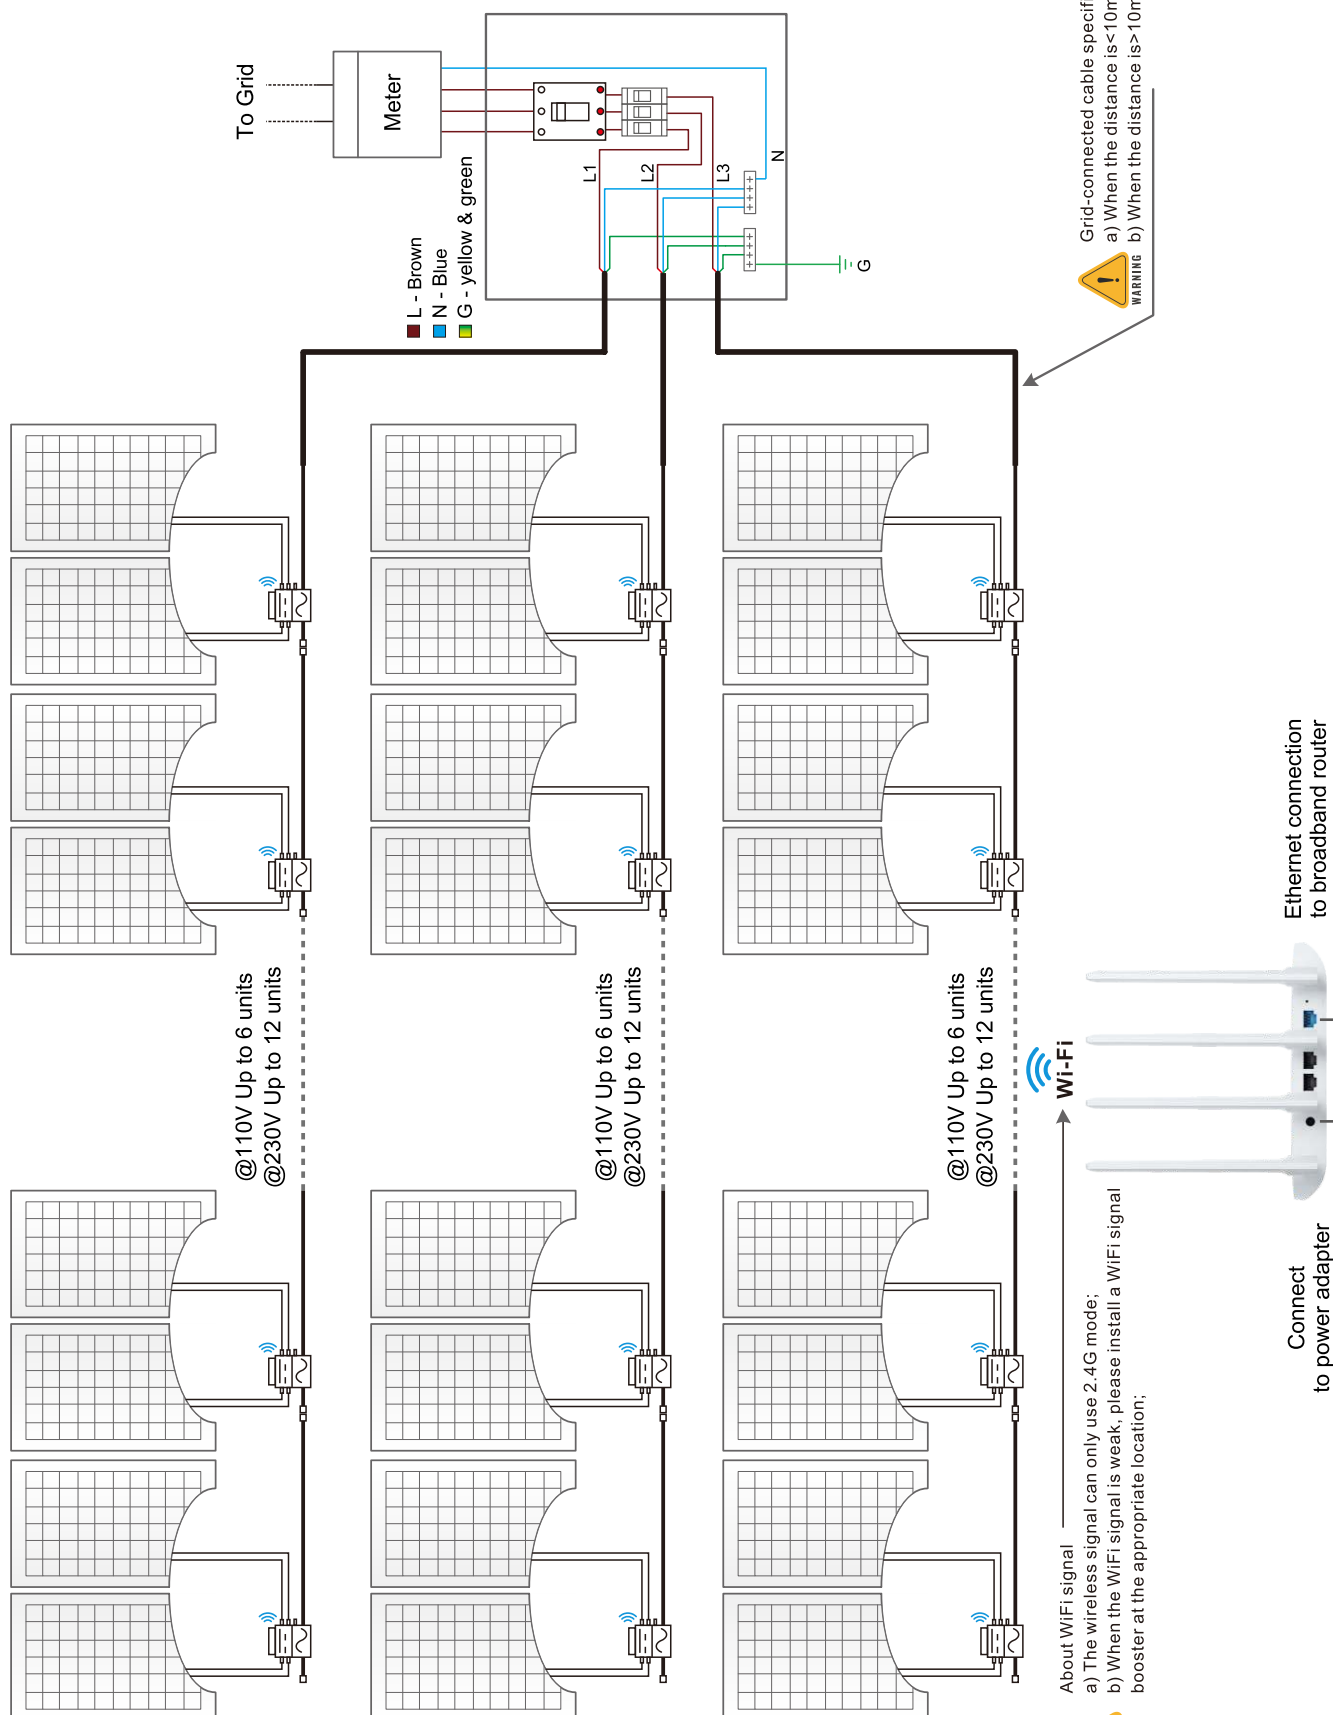 To Grid
Meter
L - Brown
N - Blue
G - yellow & green
L1
L2
L3
N
G
@110V Up to 6 units
@230V Up to 12 units
@110V Up to 6 units
@230V Up to 12 units
@110V Up to 6 units
@230V Up to 12 units
Grid-connected cable
a) When the distance is<10m
b) When the distance is>10m
WARNING
Wi-Fi
About WiFi signal
a) The wireless signal can only use 2.4G mode;
b) When the WiFi signal is weak, please install a WiFi signal
booster at the appropriate location;
Ethernet connection
to broadband router
Connect
to power adapter